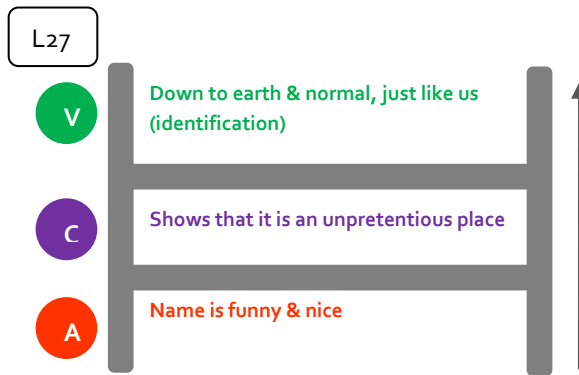 L27
V
Down to earth & normal, just like us
(identification)
C
Shows that it is an unpretentious place
A
Name is funny & nice